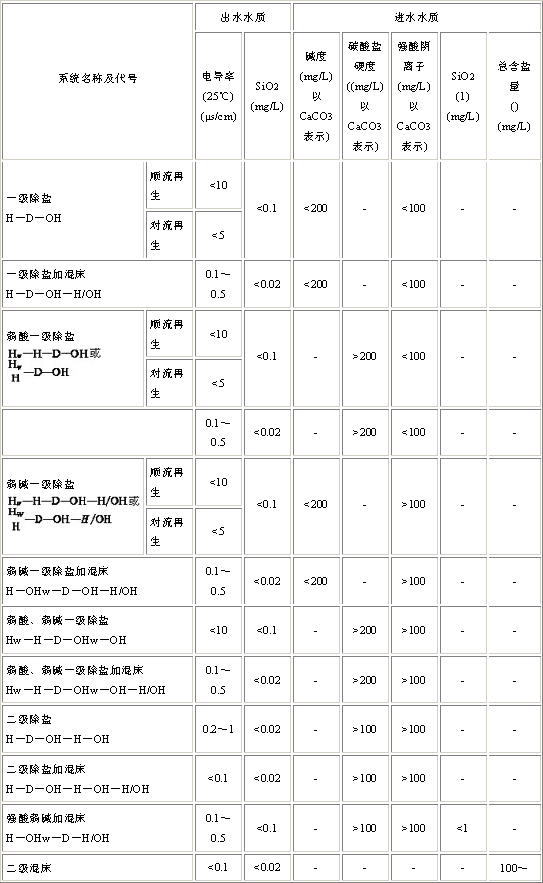 系统名称及代号
出水水质
进水水质
电导率
(25℃)
(μs/cm)
SiO2
(mg/L)
碱度
(mg/L)
以
CaCO3
表示)
碳酸盐
硬度
((mg/L)
以
CaCO3
表示)
强酸阴
离子
(mg/L)
以
CaCO3
表示)
SiO2
(1)
(mg/L)
总含盐
量
()
(mg/L)
一级除盐
H—D—OH
顺流再
生
<10
对流再
生
<5
<0.1
<200
-
<100
-
-
一级除盐加混床
H—D—OH—H/OH
0.1~
0.5
<0.02
<200
-
<100
-
-
弱酸一级除盐
Hw—H—D—OH或
Hw
H —D—OH
顺流再
生
<10
对流再
生
<5
<0.1
-
>200
<100
-
-
0.1~
0.5
<0.02
-
>200
<100
-
-
弱碱一级除盐
Hw—H—D—OH—H/OH或
Hw
H —D—OH—H/OH
顺流再
生
<10
对流再
生
<5
<0.1
<200
-
>100
-
-
弱碱一级除盐加混床
H—OHw—D—OH—H/OH
0.1~
0.5
<0.02
<200
-
>100
-
-
弱酸、弱碱一级除盐
Hw—H—D—OHw—OH
<10
<0.1
-
>200
>100
-
-
弱酸、弱碱一级除盐加混床
Hw—H—D—OHw—OH—H/OH
0.1~
0.5
<0.02
-
>200
>100
-
-
二级除盐
H—D—OH—H—OH
0.2~1
<0.02
-
>100
>100
-
-
二级除盐加混床
H—D—OH—H—OH—H/OH
<0.1
<0.02
-
>100
>100
-
-
强酸弱碱加混床
H—OHw—D—H/OH
0.1~
0.5
<0.1
-
>100
>100
<1
-
二级混床
<0.1
<0.02
-
-
-
-
100~